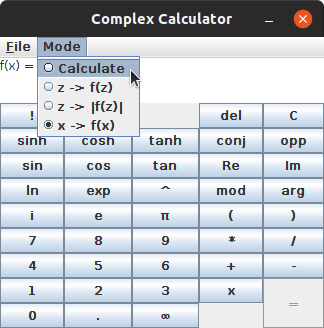 Complex Calculator
File Mode
f(x) =
Calculate
z -> f(z)
z -> |f(z)|
x -> f(x)
! del C
sinh cosh tanh conj opp
sin cos tan Re Im
ln exp ^ mod arg
i e π ( )
7 8 9 * /
4 5 6 + -
1 2 3 x =
0 . ∞